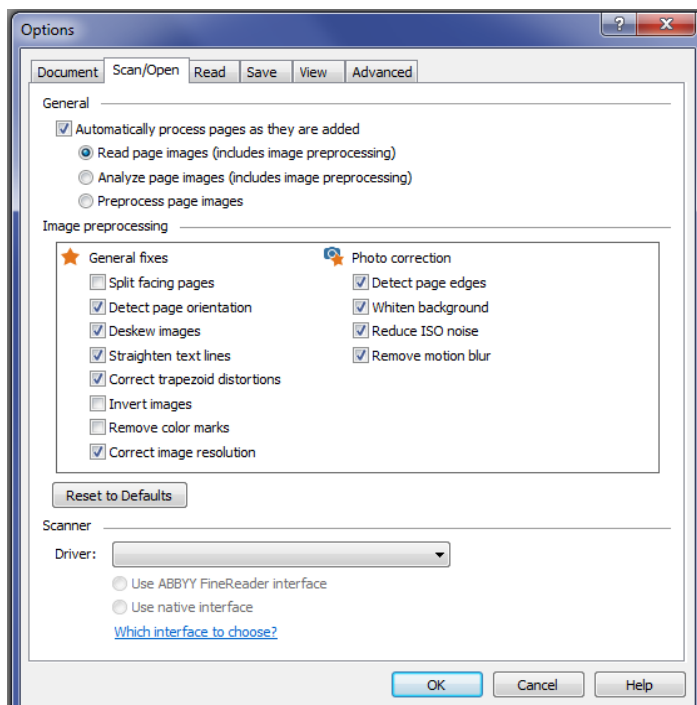 Options
?
X
Document Scan/Open Read Save View Advanced
General
Automatically process pages as they are added
Read page images (includes image preprocessing)
Analyze page images (includes image preprocessing)
Preprocess page images
Image preprocessing
General fixes
Split facing pages
Detect page orientation
Deskew images
Straighten text lines
Correct trapezoid distortions
Invert images
Remove color marks
Correct image resolution
Photo correction
Detect page edges
Whiten background
Reduce ISO noise
Remove motion blur
Reset to Defaults
Scanner
Driver:
Use ABBYY FineReader interface
Use native interface
Which interface to choose?
OK Cancel Help